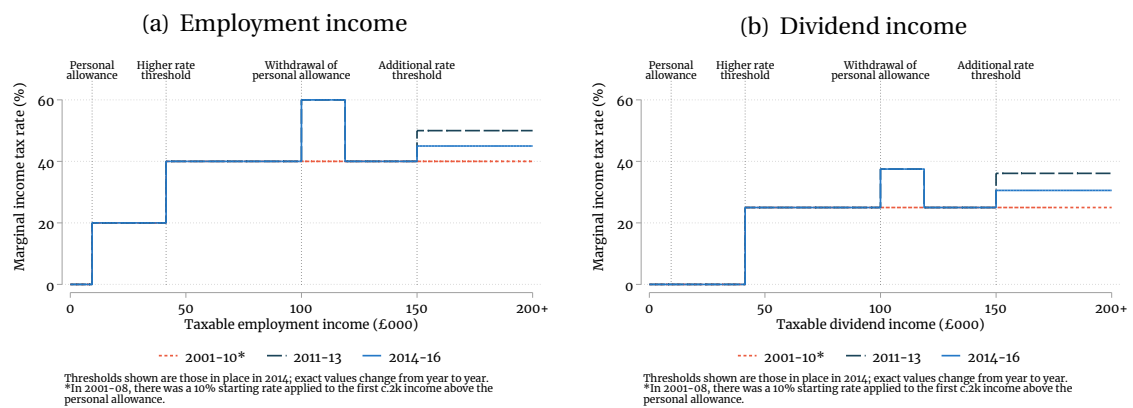 (a) Employment income
Personal allowance
Higher rate threshold
Withdrawal of personal allowance
Additional rate threshold
Marginal income tax rate (%)
60
40
20
0
0 50 100 150 200+
Taxable employment income (£000)
2001-10* 2011-13 2014-16
Thresholds shown are those in place in 2014; exact values change from year to year.
*In 2001-08, there was a 10% starting rate applied to the first c.2k income above the
personal allowance.
(b) Dividend income
Personal allowance
Higher rate threshold
Withdrawal of personal allowance
Additional rate threshold
Marginal income tax rate (%)
60
40
20
0
0 50 100 150 200+
Taxable dividend income (£000)
2001-10* 2011-13 2014-16
Thresholds shown are those in place in 2014; exact values change from year to year.
*In 2001-08, there was a 10% starting rate applied to the first c.2k income above the
personal allowance.